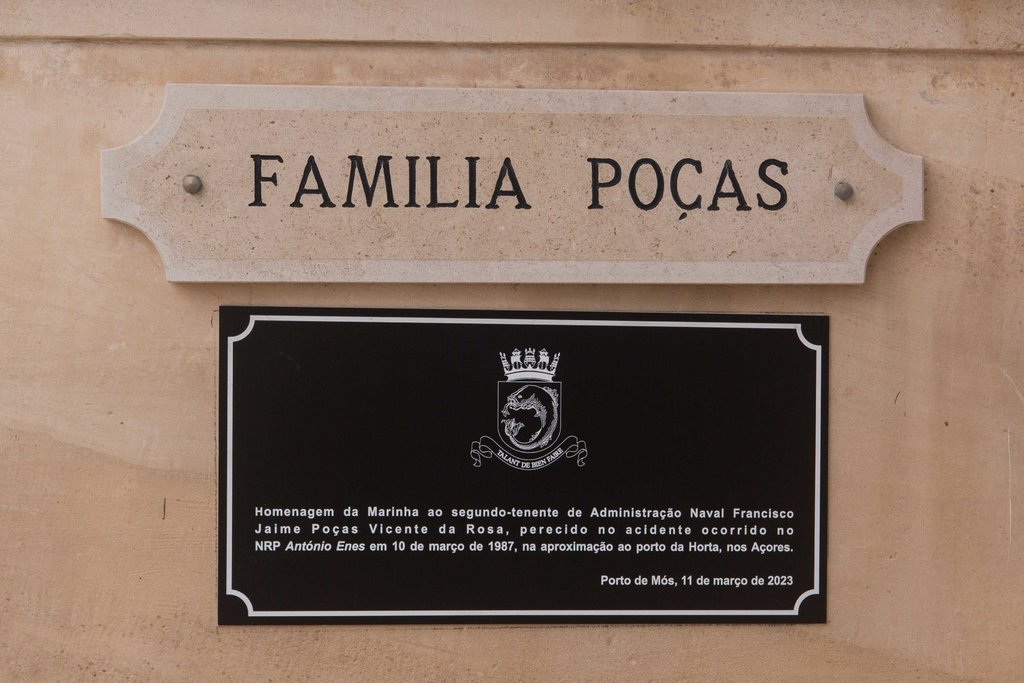 FAMILIA POÇAS
TALANT DE BIEN FAIRE
Homenagem da Marinha ao segundo-tenente de Administração Naval Francisco
Jaime Poças Vicente da Rosa, perecido no acidente ocorrido no
NRP António Enes em 10 de março de 1987, na aproximação ao porto da Horta, nos Açores.
Porto de Mós, 11 de março de 2023